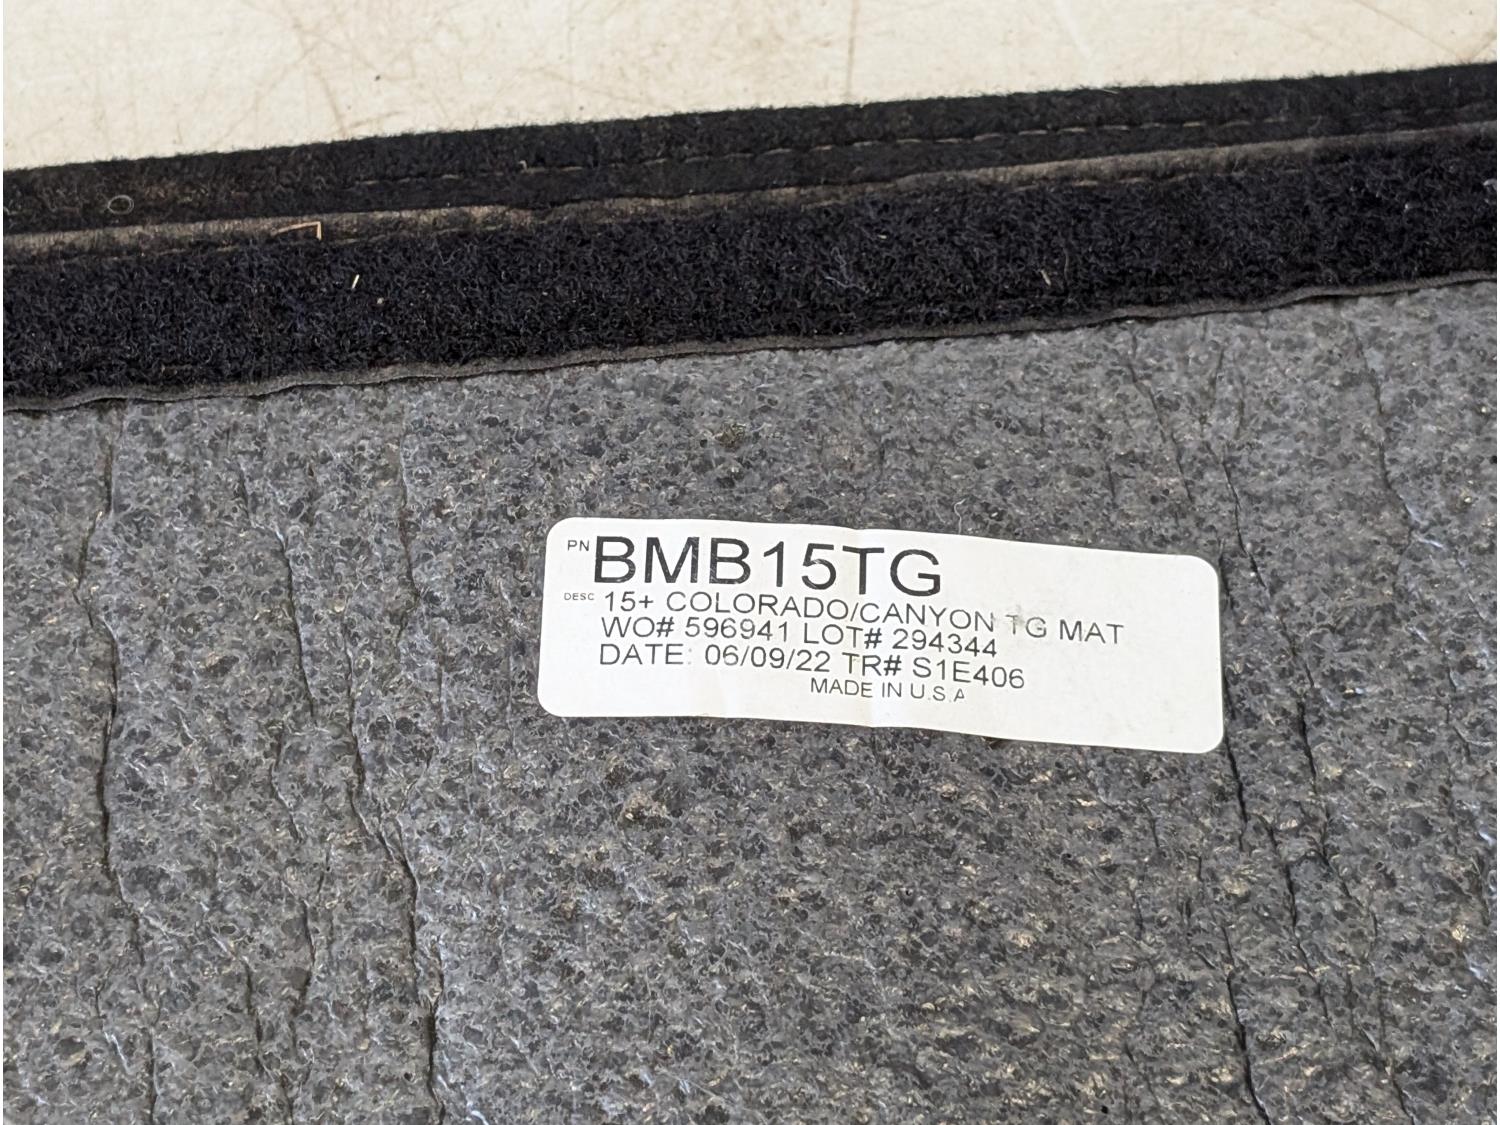 PN BMB15TG
DESC 15+ COLORADO/CANYON TG MAT
WO# 596941 LOT# 294344
DATE: 06/09/22 TR# S1E406
MADE IN U.S.A